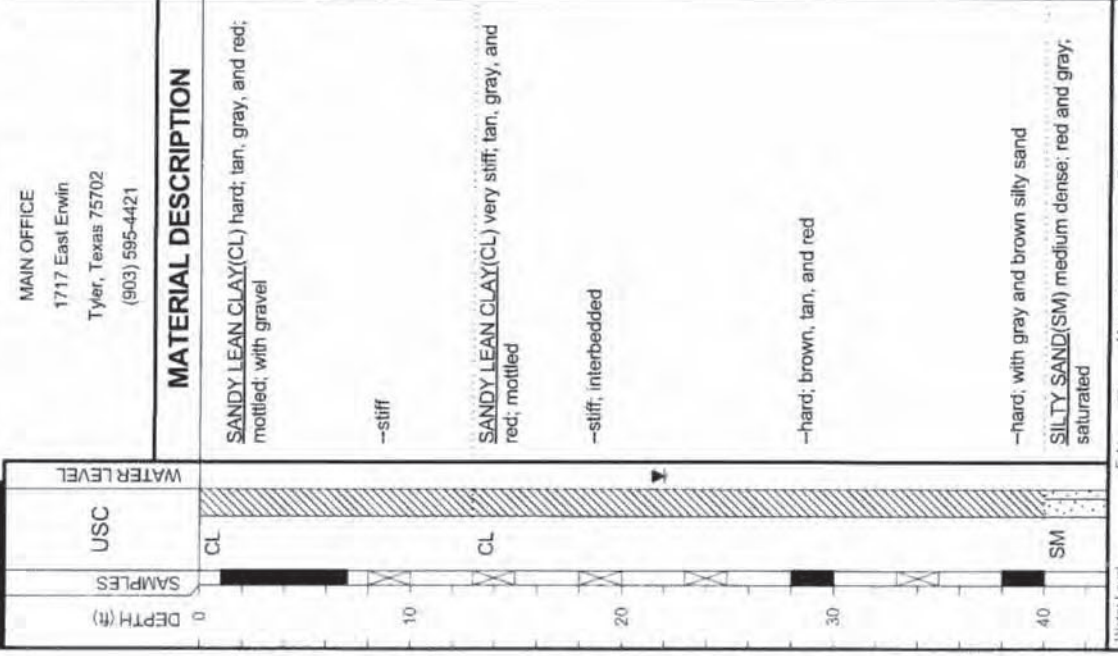 MAIN OFFICE
1717 East Erwin
Tyler, Texas 75702
(903) 595-4421
DEPTH (ft)
SAMPLES
USC
WATER LEVEL
MATERIAL DESCRIPTION
0
CL
SANDY LEAN CLAY(CL) hard; tan, gray, and red;
mottled; with gravel
--stiff
10
CL
SANDY LEAN CLAY(CL) very stiff; tan, gray, and
red; mottled
--stiff; interbedded
20
--hard; brown, tan, and red
30
--hard; with gray and brown silty sand
40
SM
SILTY SAND(SM) medium dense; red and gray;
saturated